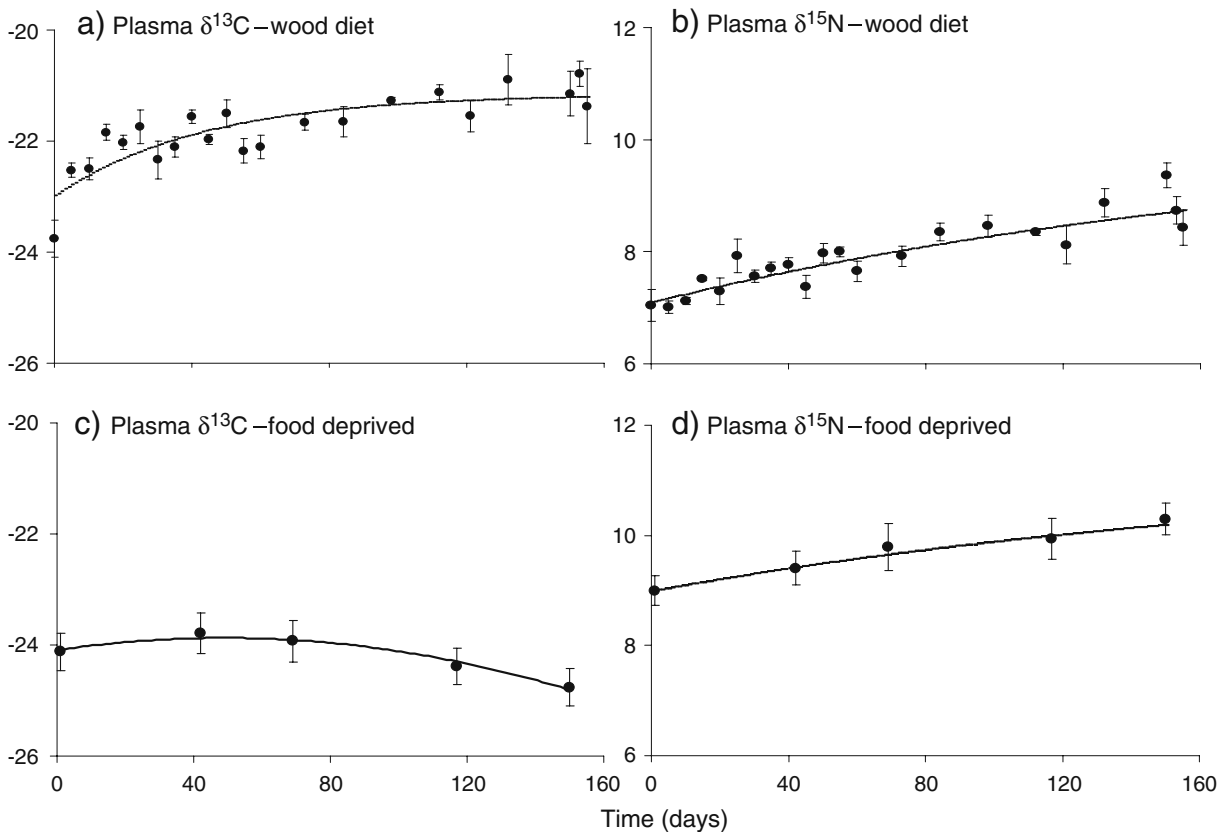 a) Plasma δ¹³C–wood diet
-20
-22
-24
-26
b) Plasma δ¹⁵N–wood diet
12
10
8
6
c) Plasma δ¹³C–food deprived
-20
-22
-24
-26
0 40 80 120 160
d) Plasma δ¹⁵N–food deprived
12
10
8
6
0 40 80 120 160
Time (days)